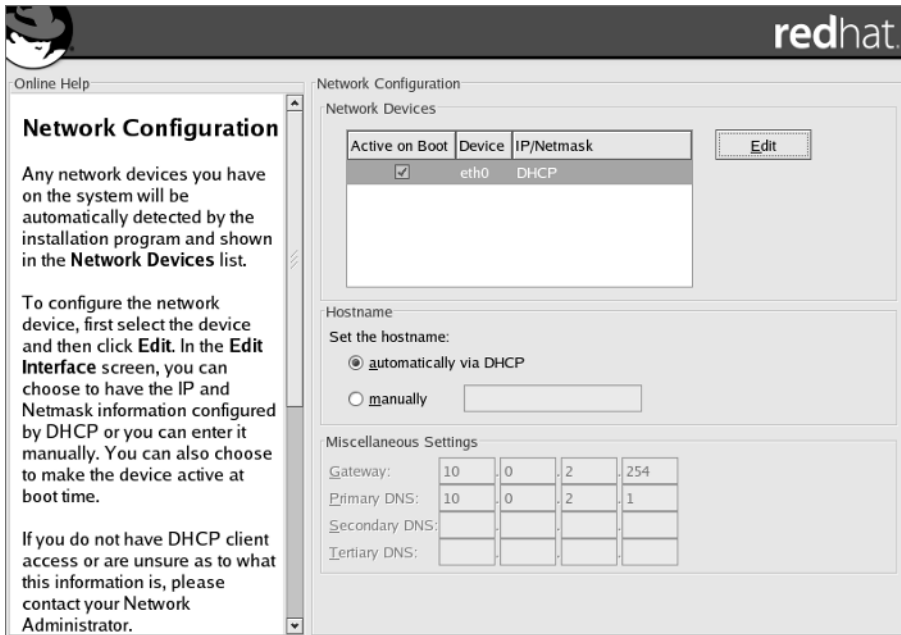 redhat.
Online Help
Network Configuration
Any network devices you have
on the system will be
automatically detected by the
installation program and shown
in the Network Devices list.
To configure the network
device, first select the device
and then click Edit. In the Edit
Interface screen, you can
choose to have the IP and
Netmask information configured
by DHCP or you can enter it
manually. You can also choose
to make the device active at
boot time.
If you do not have DHCP client
access or are unsure as to what
this information is, please
contact your Network
Administrator.
Network Configuration
Network Devices
Active on Boot Device IP/Netmask
eth0 DHCP
Edit
Hostname
Set the hostname:
automatically via DHCP
manually
Miscellaneous Settings
Gateway: 10 . 0 . 2 . 254
Primary DNS: 10 . 0 . 2 . 1
Secondary DNS: . . .
Tertiary DNS: . . .